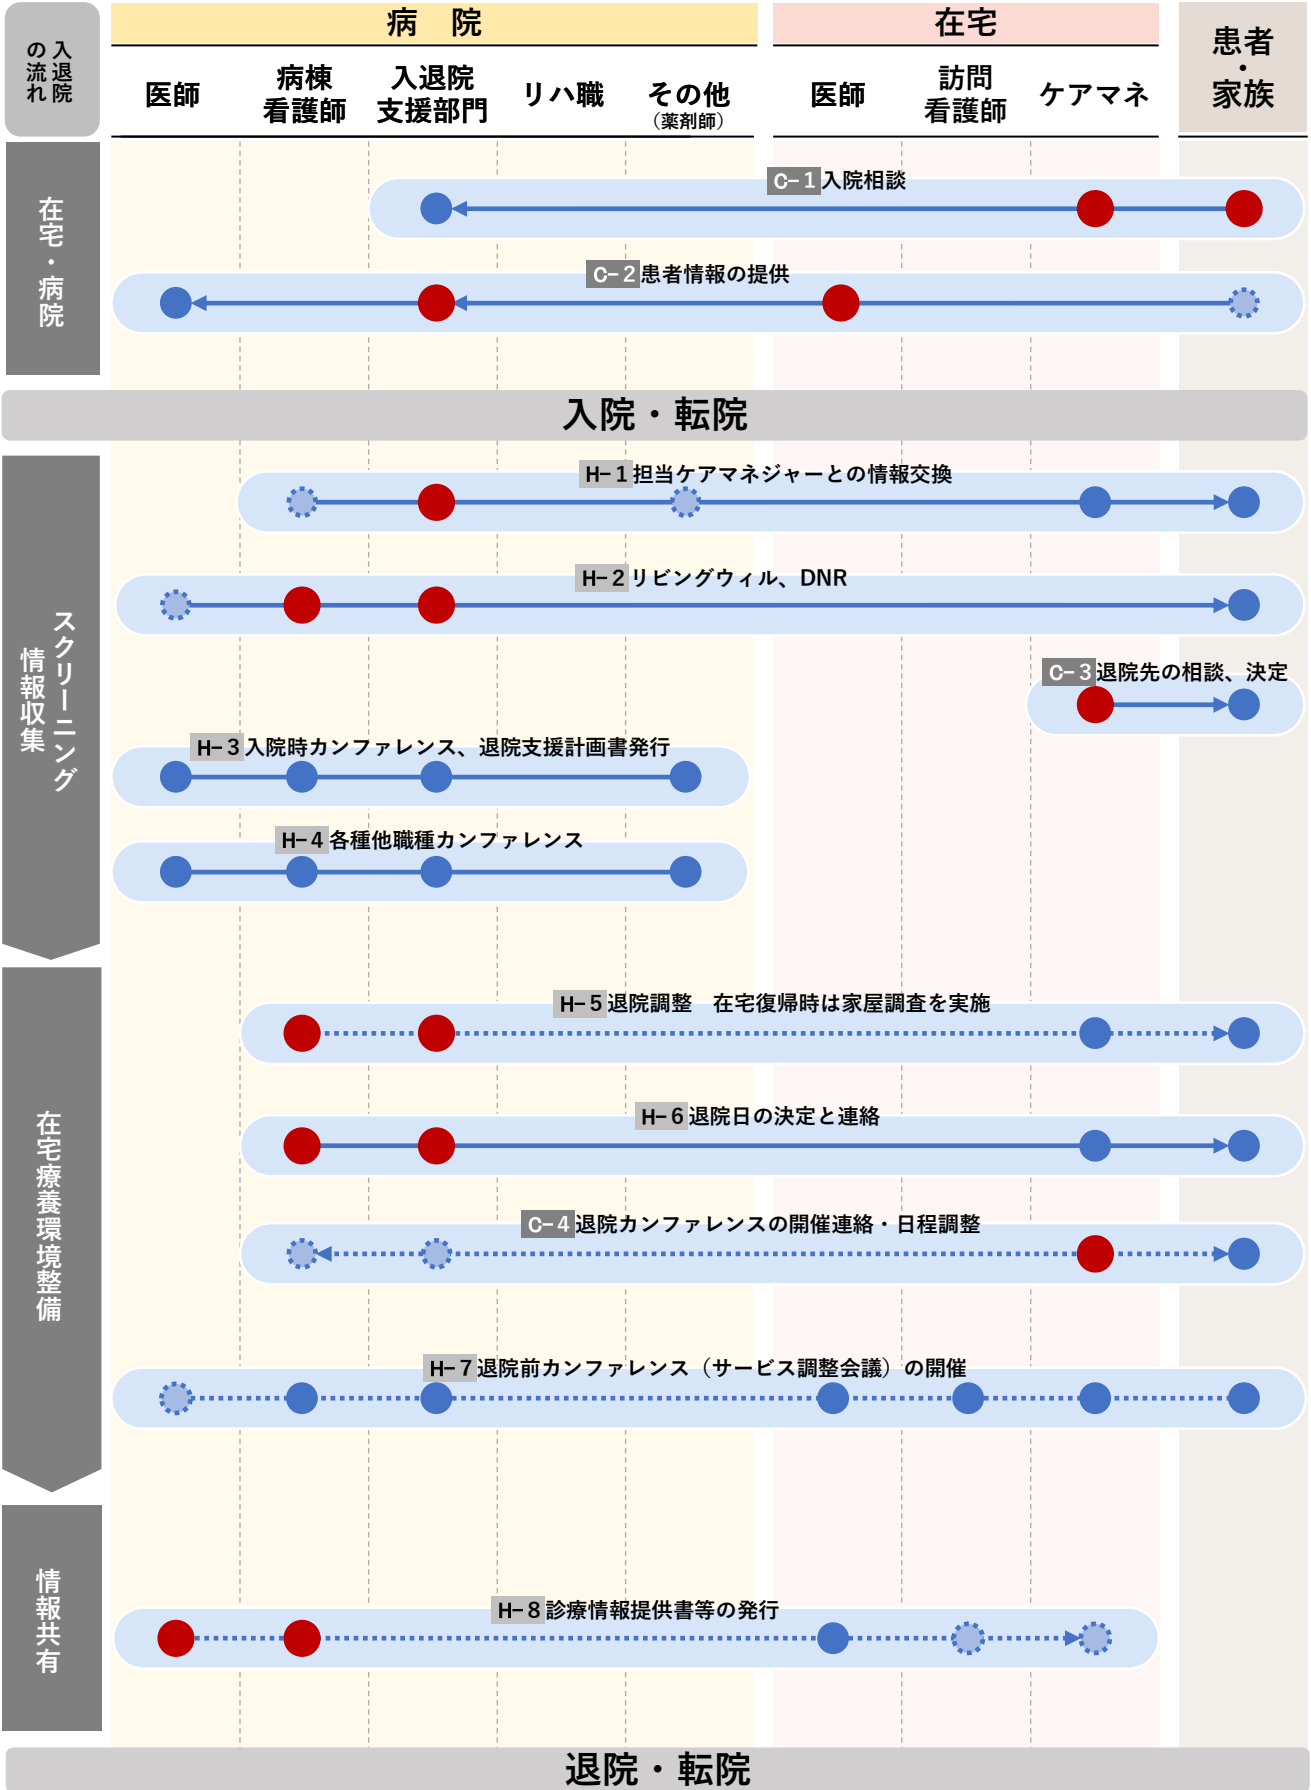 入退院
の流れ
病　院
在宅
患者
・
家族
医師
病棟
看護師
入退院
支援部門
リハ職
その他
（薬剤師）
医師
訪問
看護師
ケアマネ
在宅・病院
C－1 入院相談
C－2 患者情報の提供
入院・転院
スクリーニング
情報収集
H－1 担当ケアマネジャーとの情報交換
H－2 リビングウィル、DNR
C－3 退院先の相談、決定
H－3 入院時カンファレンス、退院支援計画書発行
H－4 各種他職種カンファレンス
在宅療養環境整備
H－5 退院調整　在宅復帰時は家屋調査を実施
H－6 退院日の決定と連絡
C－4 退院カンファレンスの開催連絡・日程調整
H－7 退院前カンファレンス（サービス調整会議）の開催
情報共有
H－8 診療情報提供書等の発行
退院・転院